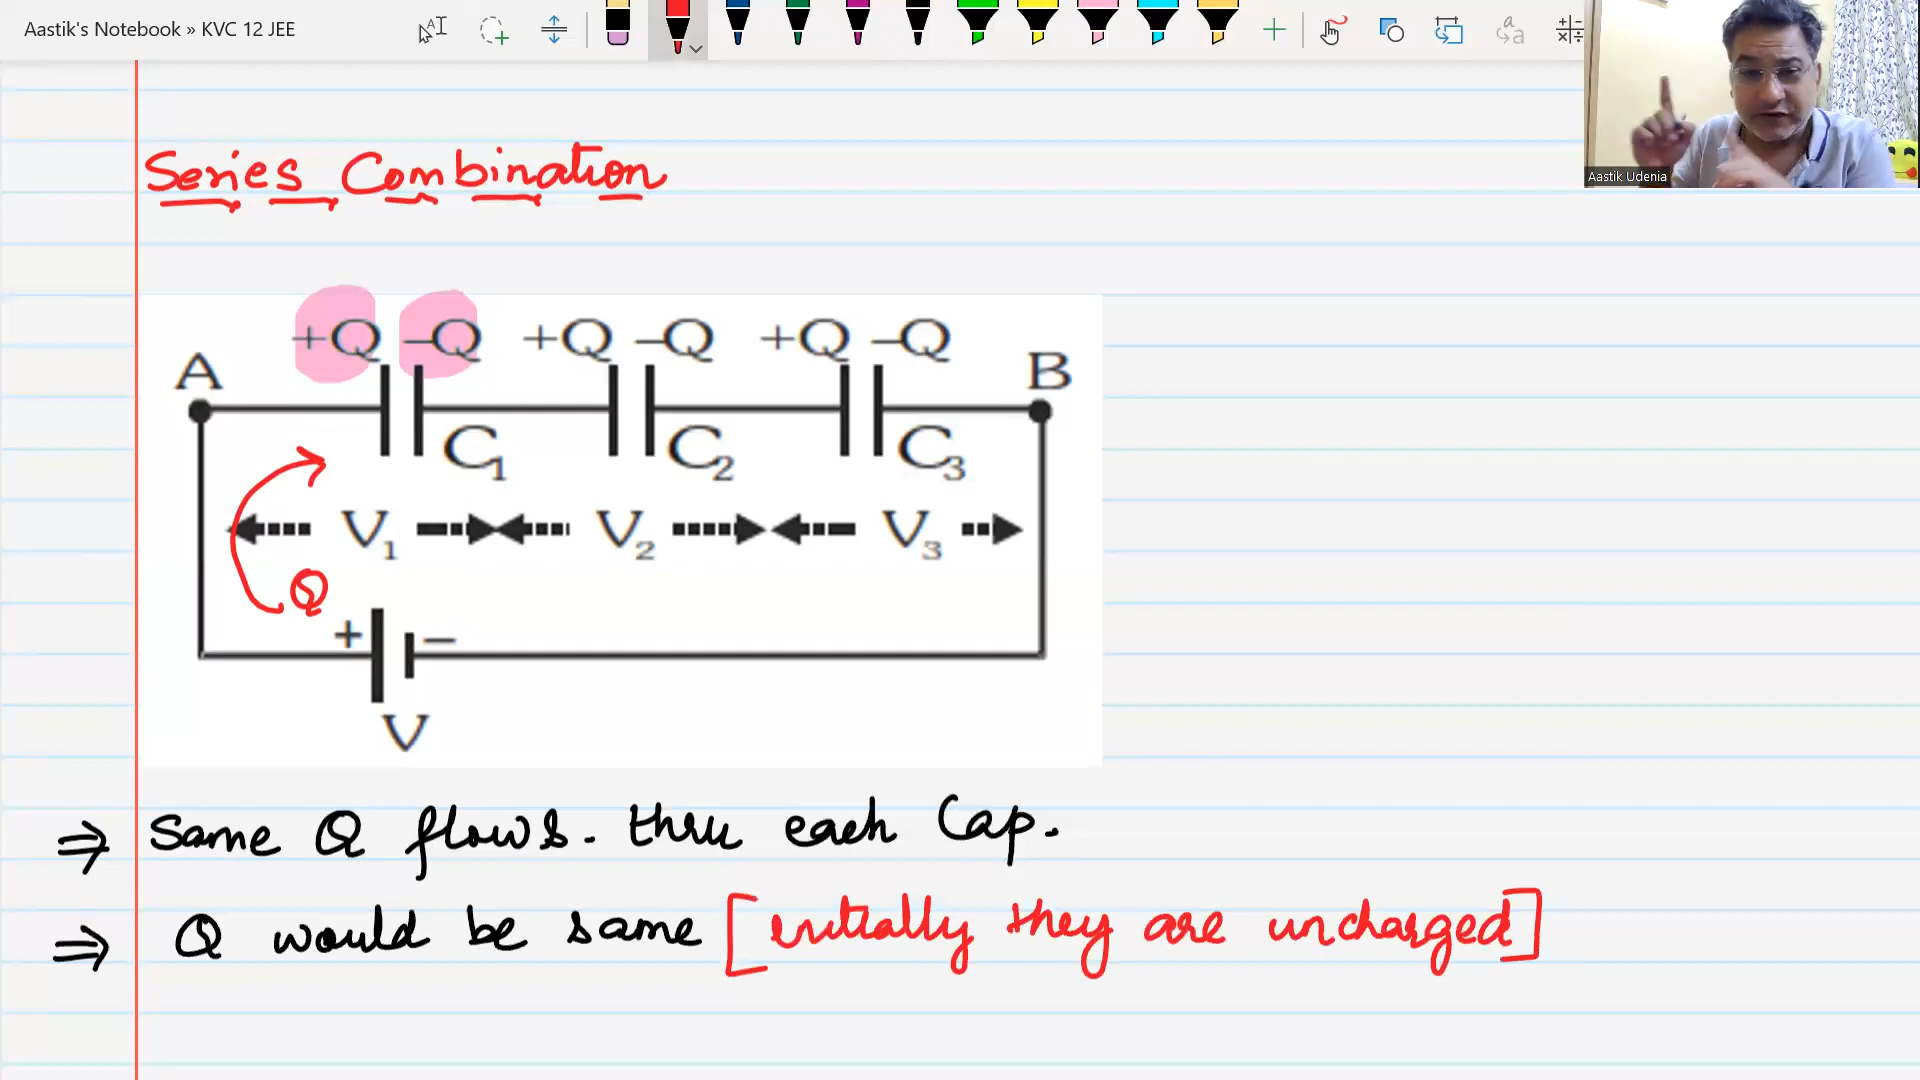 Aastik's Notebook » KVC 12 JEE
Aastik Udenia
Series Combination
+Q –Q +Q –Q +Q –Q
A B
C1 C2 C3
V1 V2 V3
Q
+ –
V
⇒ Same Q flows. thru each Cap.
⇒ Q would be same [initially they are uncharged]